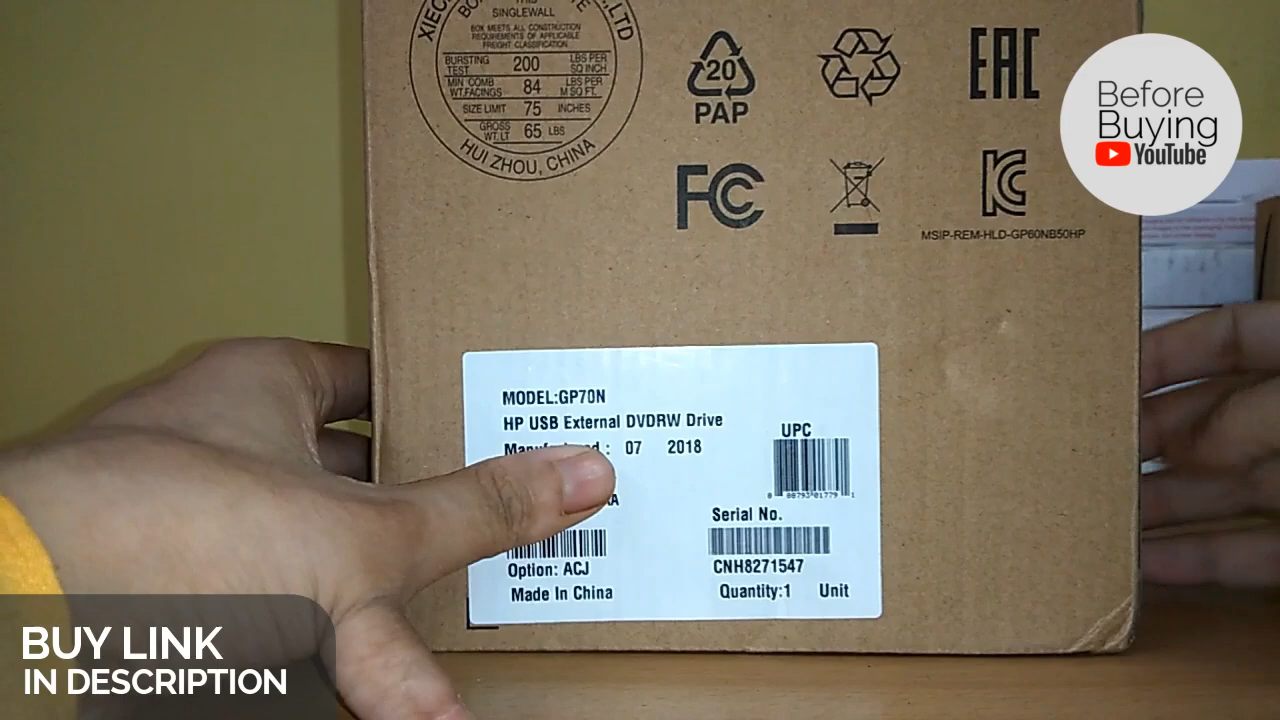 THIS
SINGLEWALL
BOX MEETS ALL CONSTRUCTION
REQUIREMENTS OF APPLICABLE
FREIGHT CLASSIFICATION
BURSTING TEST 200 LBS PER SQ INCH
MIN COMB WT.FACINGS 84 LBS PER M SQ FT.
SIZE LIMIT 75 INCHES
GROSS WT.LT 65 LBS
HUI ZHOU, CHINA
20
PAP
EAC
FC
MSIP-REM-HLD-GP60NB50HP
Before
Buying
YouTube
MODEL:GP70N
HP USB External DVDRW Drive
07 2018
UPC
Serial No.
Option: ACJ
CNH8271547
Made In China
Quantity:1 Unit
BUY LINK
IN DESCRIPTION